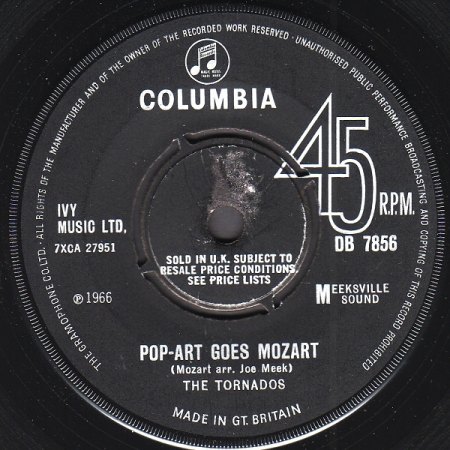 THE GRAMOPHONE CO. LTD. · ALL RIGHTS OF THE MANUFACTURER AND OF THE OWNER OF THE RECORDED WORK RESERVED · UNAUTHORISED PUBLIC PERFORMANCE BROADCASTING AND COPYING OF THIS RECORD PROHIBITED
COLUMBIA
45 R.P.M.
IVY
MUSIC LTD.
7XCA 27951
DB 7856
SOLD IN U.K. SUBJECT TO
RESALE PRICE CONDITIONS,
SEE PRICE LISTS
℗1966
MEEKSVILLE
SOUND
POP-ART GOES MOZART
(Mozart arr. Joe Meek)
THE TORNADOS
MADE IN GT. BRITAIN